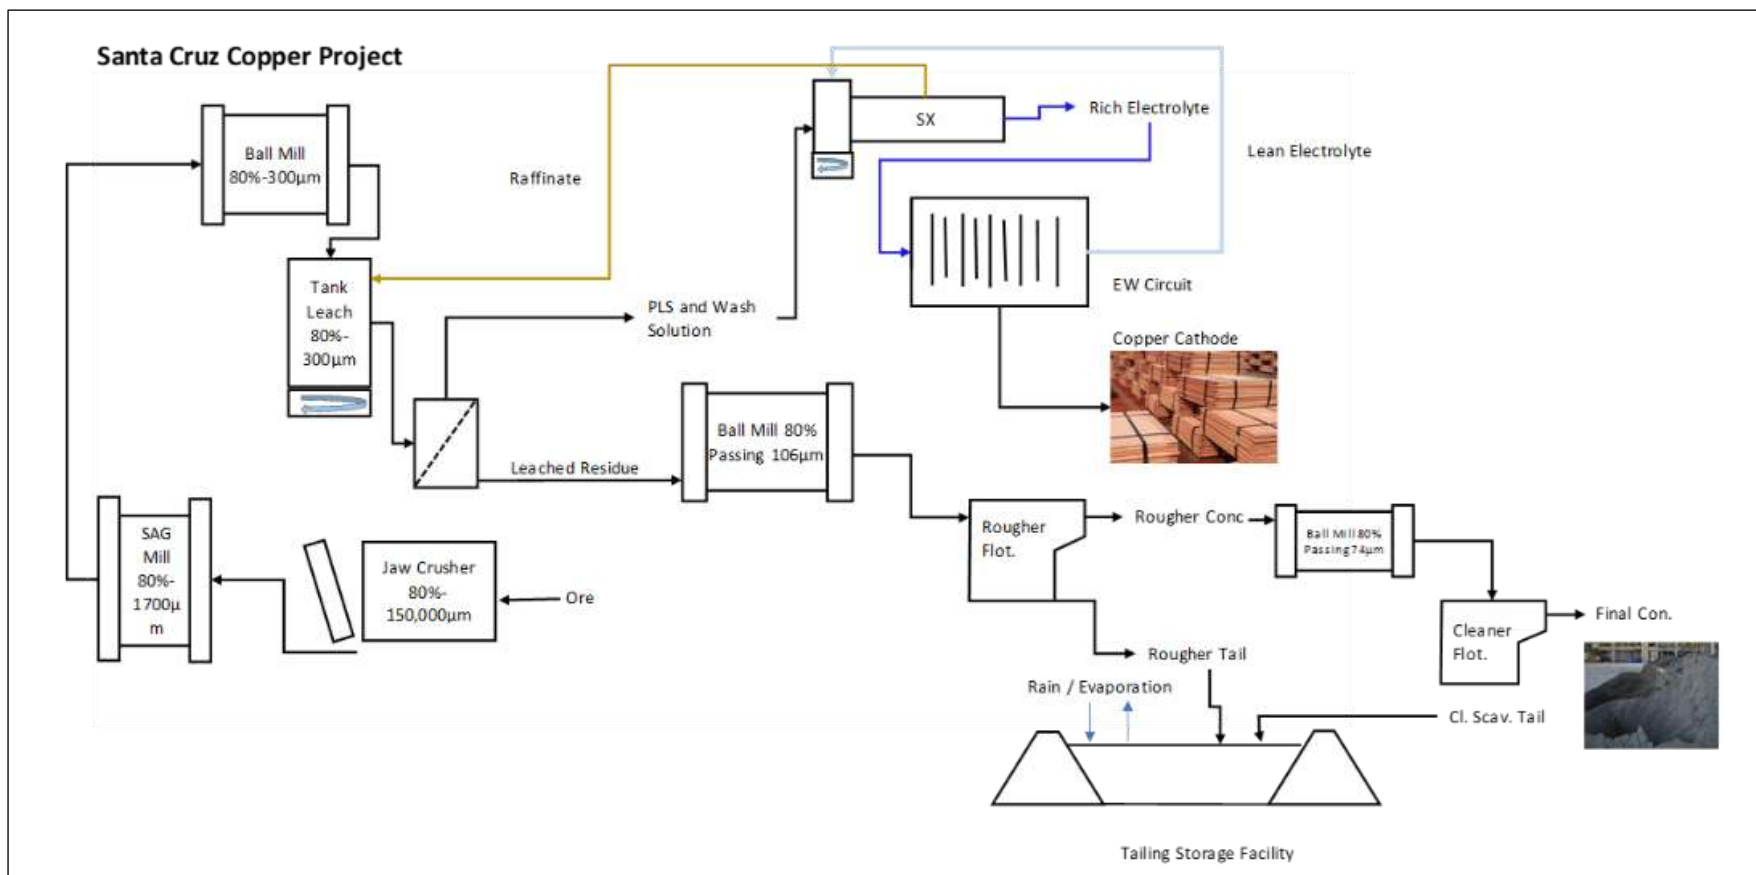 Santa Cruz Copper Project
Ball Mill
80%-300µm
Raffinate
SX
Rich Electrolyte
Lean Electrolyte
Tank
Leach
80%-
300µm
PLS and Wash
Solution
EW Circuit
Copper Cathode
Ball Mill 80%
Passing 106µm
Leached Residue
SAG
Mill
80%-
1700µ
m
Jaw Crusher
80%-
150,000µm
Ore
Rougher
Flot.
Rougher Conc
Ball Mill 80%
Passing 74µm
Cleaner
Flot.
Final Con.
Rougher Tail
Rain / Evaporation
Cl. Scav. Tail
Tailing Storage Facility